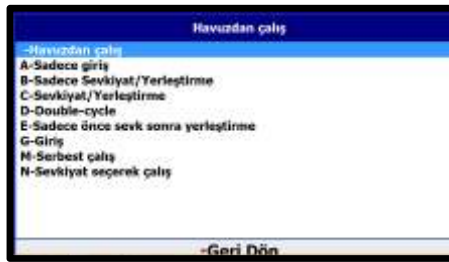 Havuzdan çalış
-Havuzdan çalış
A-Sadece giriş
B-Sadece Sevkiyat/Yerleştirme
C-Sevkiyat/Yerleştirme
D-Double-cycle
E-Sadece önce sevk sonra yerleştirme
G-Giriş
M-Serbest çalış
N-Sevkiyat seçerek çalış
-Geri Dön